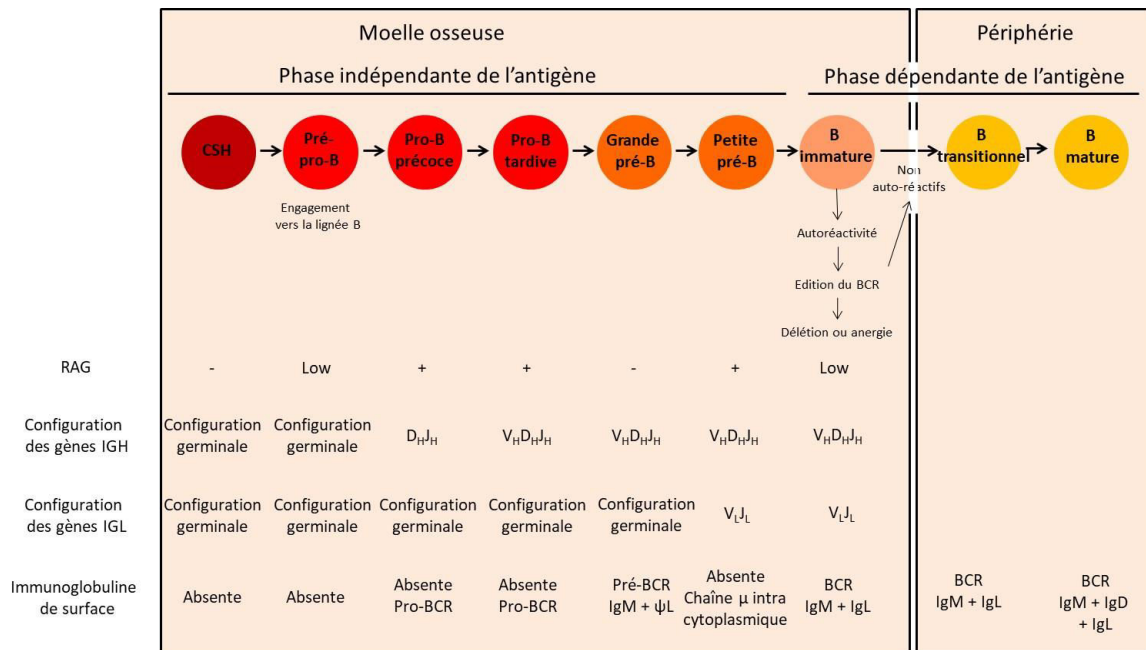 Moelle osseuse
Périphérie
Phase indépendante de l'antigène
Phase dépendante de l'antigène
CSH
Pré-
pro-B
Pro-B
précoce
Pro-B
tardive
Grande
pré-B
Petite
pré-B
B
immature
B
transitionnel
B
mature
Engagement
vers la lignée B
Non
auto-réactifs
Autoréactivité
Edition du BCR
Délétion ou anergie
RAG
-
Low
+
+
-
+
Low
Configuration
des gènes IGH
Configuration
germinale
Configuration
germinale
DHJH
VHDHJH
VHDHJH
VHDHJH
VHDHJH
Configuration
des gènes IGL
Configuration
germinale
Configuration
germinale
Configuration
germinale
Configuration
germinale
Configuration
germinale
VLJL
VLJL
Immunoglobuline
de surface
Absente
Absente
Absente
Pro-BCR
Absente
Pro-BCR
Pré-BCR
IgM + ψL
Absente
Chaîne µ intra
cytoplasmique
BCR
IgM + IgL
BCR
IgM + IgL
BCR
IgM + IgD
+ IgL